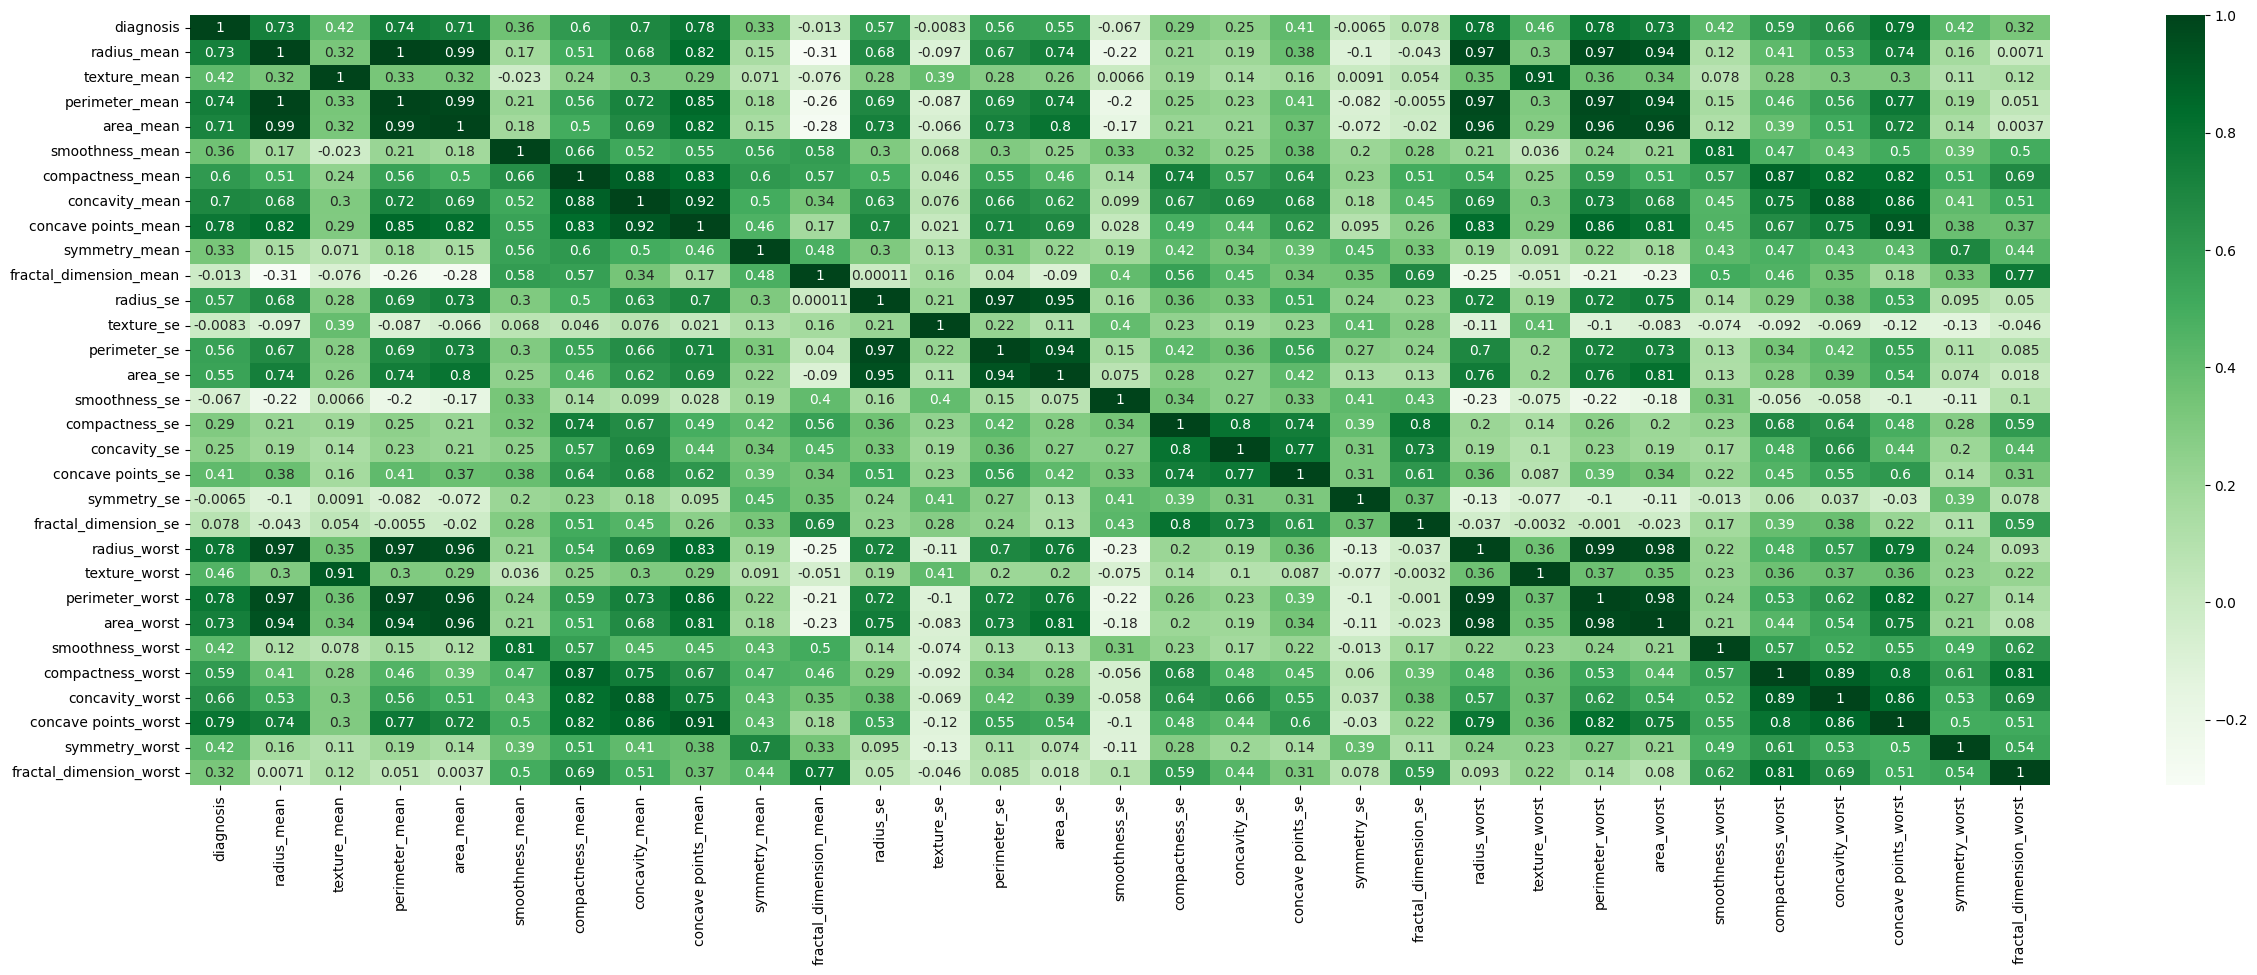 diagnosis 1 0.73 0.42 0.74 0.71 0.36 0.6 0.7 0.78 0.33 -0.013 0.57 -0.0083 0.56 0.55 -0.067 0.29 0.25 0.41 -0.0065 0.078 0.78 0.46 0.78 0.73 0.42 0.59 0.66 0.79 0.42 0.32 1.0
radius_mean 0.73 1 0.32 1 0.99 0.17 0.51 0.68 0.82 0.15 -0.31 0.68 -0.097 0.67 0.74 -0.22 0.21 0.19 0.38 -0.1 -0.043 0.97 0.3 0.97 0.94 0.12 0.41 0.53 0.74 0.16 0.0071
texture_mean 0.42 0.32 1 0.33 0.32 -0.023 0.24 0.3 0.29 0.071 -0.076 0.28 0.39 0.28 0.26 0.0066 0.19 0.14 0.16 0.0091 0.054 0.35 0.91 0.36 0.34 0.078 0.28 0.3 0.3 0.11 0.12
perimeter_mean 0.74 1 0.33 1 0.99 0.21 0.56 0.72 0.85 0.18 -0.26 0.69 -0.087 0.69 0.74 -0.2 0.25 0.23 0.41 -0.082 -0.0055 0.97 0.3 0.97 0.94 0.15 0.46 0.56 0.77 0.19 0.051
area_mean 0.71 0.99 0.32 0.99 1 0.18 0.5 0.69 0.82 0.15 -0.28 0.73 -0.066 0.73 0.8 -0.17 0.21 0.21 0.37 -0.072 -0.02 0.96 0.29 0.96 0.96 0.12 0.39 0.51 0.72 0.14 0.0037 0.8
smoothness_mean 0.36 0.17 -0.023 0.21 0.18 1 0.66 0.52 0.55 0.56 0.58 0.3 0.068 0.3 0.25 0.33 0.32 0.25 0.38 0.2 0.28 0.21 0.036 0.24 0.21 0.81 0.47 0.43 0.5 0.39 0.5
compactness_mean 0.6 0.51 0.24 0.56 0.5 0.66 1 0.88 0.83 0.6 0.57 0.5 0.046 0.55 0.46 0.14 0.74 0.57 0.64 0.23 0.51 0.54 0.25 0.59 0.51 0.57 0.87 0.82 0.82 0.51 0.69
concavity_mean 0.7 0.68 0.3 0.72 0.69 0.52 0.88 1 0.92 0.5 0.34 0.63 0.076 0.66 0.62 0.099 0.67 0.69 0.68 0.18 0.45 0.69 0.3 0.73 0.68 0.45 0.75 0.88 0.86 0.41 0.51
concave points_mean 0.78 0.82 0.29 0.85 0.82 0.55 0.83 0.92 1 0.46 0.17 0.7 0.021 0.71 0.69 0.028 0.49 0.44 0.62 0.095 0.26 0.83 0.29 0.86 0.81 0.45 0.67 0.75 0.91 0.38 0.37
symmetry_mean 0.33 0.15 0.071 0.18 0.15 0.56 0.6 0.5 0.46 1 0.48 0.3 0.13 0.31 0.22 0.19 0.42 0.34 0.39 0.45 0.33 0.19 0.091 0.22 0.18 0.43 0.47 0.43 0.43 0.7 0.44 0.6
fractal_dimension_mean -0.013 -0.31 -0.076 -0.26 -0.28 0.58 0.57 0.34 0.17 0.48 1 0.00011 0.16 0.04 -0.09 0.4 0.56 0.45 0.34 0.35 0.69 -0.25 -0.051 -0.21 -0.23 0.5 0.46 0.35 0.18 0.33 0.77
radius_se 0.57 0.68 0.28 0.69 0.73 0.3 0.5 0.63 0.7 0.3 0.00011 1 0.21 0.97 0.95 0.16 0.36 0.33 0.51 0.24 0.23 0.72 0.19 0.72 0.75 0.14 0.29 0.38 0.53 0.095 0.05
texture_se -0.0083 -0.097 0.39 -0.087 -0.066 0.068 0.046 0.076 0.021 0.13 0.16 0.21 1 0.22 0.11 0.4 0.23 0.19 0.23 0.41 0.28 -0.11 0.41 -0.1 -0.083 -0.074 -0.092 -0.069 -0.12 -0.13 -0.046
perimeter_se 0.56 0.67 0.28 0.69 0.73 0.3 0.55 0.66 0.71 0.31 0.04 0.97 0.22 1 0.94 0.15 0.42 0.36 0.56 0.27 0.24 0.7 0.2 0.72 0.73 0.13 0.34 0.42 0.55 0.11 0.085
area_se 0.55 0.74 0.26 0.74 0.8 0.25 0.46 0.62 0.69 0.22 -0.09 0.95 0.11 0.94 1 0.075 0.28 0.27 0.42 0.13 0.13 0.76 0.2 0.76 0.81 0.13 0.28 0.39 0.54 0.074 0.018 0.4
smoothness_se -0.067 -0.22 0.0066 -0.2 -0.17 0.33 0.14 0.099 0.028 0.19 0.4 0.16 0.4 0.15 0.075 1 0.34 0.27 0.33 0.41 0.43 -0.23 -0.075 -0.22 -0.18 0.31 -0.056 -0.058 -0.1 -0.11 0.1
compactness_se 0.29 0.21 0.19 0.25 0.21 0.32 0.74 0.67 0.49 0.42 0.56 0.36 0.23 0.42 0.28 0.34 1 0.8 0.74 0.39 0.8 0.2 0.14 0.26 0.2 0.23 0.68 0.64 0.48 0.28 0.59
concavity_se 0.25 0.19 0.14 0.23 0.21 0.25 0.57 0.69 0.44 0.34 0.45 0.33 0.19 0.36 0.27 0.27 0.8 1 0.77 0.31 0.73 0.19 0.1 0.23 0.19 0.17 0.48 0.66 0.44 0.2 0.44
concave points_se 0.41 0.38 0.16 0.41 0.37 0.38 0.64 0.68 0.62 0.39 0.34 0.51 0.23 0.56 0.42 0.33 0.74 0.77 1 0.31 0.61 0.36 0.087 0.39 0.34 0.22 0.45 0.55 0.6 0.14 0.31
symmetry_se -0.0065 -0.1 0.0091 -0.082 -0.072 0.2 0.23 0.18 0.095 0.45 0.35 0.24 0.41 0.27 0.13 0.41 0.39 0.31 0.31 1 0.37 -0.13 -0.077 -0.1 -0.11 -0.013 0.06 0.037 -0.03 0.39 0.078 0.2
fractal_dimension_se 0.078 -0.043 0.054 -0.0055 -0.02 0.28 0.51 0.45 0.26 0.33 0.69 0.23 0.28 0.24 0.13 0.43 0.8 0.73 0.61 0.37 1 -0.037 -0.0032 -0.001 -0.023 0.17 0.39 0.38 0.22 0.11 0.59
radius_worst 0.78 0.97 0.35 0.97 0.96 0.21 0.54 0.69 0.83 0.19 -0.25 0.72 -0.11 0.7 0.76 -0.23 0.2 0.19 0.36 -0.13 -0.037 1 0.36 0.99 0.98 0.22 0.48 0.57 0.79 0.24 0.093
texture_worst 0.46 0.3 0.91 0.3 0.29 0.036 0.25 0.3 0.29 0.091 -0.051 0.19 0.41 0.2 0.2 -0.075 0.14 0.1 0.087 -0.077 -0.0032 0.36 1 0.37 0.35 0.23 0.36 0.37 0.36 0.23 0.22
perimeter_worst 0.78 0.97 0.36 0.97 0.96 0.24 0.59 0.73 0.86 0.22 -0.21 0.72 -0.1 0.72 0.76 -0.22 0.26 0.23 0.39 -0.1 -0.001 0.99 0.37 1 0.98 0.24 0.53 0.62 0.82 0.27 0.14 0.0
area_worst 0.73 0.94 0.34 0.94 0.96 0.21 0.51 0.68 0.81 0.18 -0.23 0.75 -0.083 0.73 0.81 -0.18 0.2 0.19 0.34 -0.11 -0.023 0.98 0.35 0.98 1 0.21 0.44 0.54 0.75 0.21 0.08
smoothness_worst 0.42 0.12 0.078 0.15 0.12 0.81 0.57 0.45 0.45 0.43 0.5 0.14 -0.074 0.13 0.13 0.31 0.23 0.17 0.22 -0.013 0.17 0.22 0.23 0.24 0.21 1 0.57 0.52 0.55 0.49 0.62
compactness_worst 0.59 0.41 0.28 0.46 0.39 0.47 0.87 0.75 0.67 0.47 0.46 0.29 -0.092 0.34 0.28 -0.056 0.68 0.48 0.45 0.06 0.39 0.48 0.36 0.53 0.44 0.57 1 0.89 0.8 0.61 0.81
concavity_worst 0.66 0.53 0.3 0.56 0.51 0.43 0.82 0.88 0.75 0.43 0.35 0.38 -0.069 0.42 0.39 -0.058 0.64 0.66 0.55 0.037 0.38 0.57 0.37 0.62 0.54 0.52 0.89 1 0.86 0.53 0.69
concave points_worst 0.79 0.74 0.3 0.77 0.72 0.5 0.82 0.86 0.91 0.43 0.18 0.53 -0.12 0.55 0.54 -0.1 0.48 0.44 0.6 -0.03 0.22 0.79 0.36 0.82 0.75 0.55 0.8 0.86 1 0.5 0.51 −0.2
symmetry_worst 0.42 0.16 0.11 0.19 0.14 0.39 0.51 0.41 0.38 0.7 0.33 0.095 -0.13 0.11 0.074 -0.11 0.28 0.2 0.14 0.39 0.11 0.24 0.23 0.27 0.21 0.49 0.61 0.53 0.5 1 0.54
fractal_dimension_worst 0.32 0.0071 0.12 0.051 0.0037 0.5 0.69 0.51 0.37 0.44 0.77 0.05 -0.046 0.085 0.018 0.1 0.59 0.44 0.31 0.078 0.59 0.093 0.22 0.14 0.08 0.62 0.81 0.69 0.51 0.54 1
diagnosis
radius_mean
texture_mean
perimeter_mean
area_mean
smoothness_mean
compactness_mean
concavity_mean
concave points_mean
symmetry_mean
fractal_dimension_mean
radius_se
texture_se
perimeter_se
area_se
smoothness_se
compactness_se
concavity_se
concave points_se
symmetry_se
fractal_dimension_se
radius_worst
texture_worst
perimeter_worst
area_worst
smoothness_worst
compactness_worst
concavity_worst
concave points_worst
symmetry_worst
fractal_dimension_worst